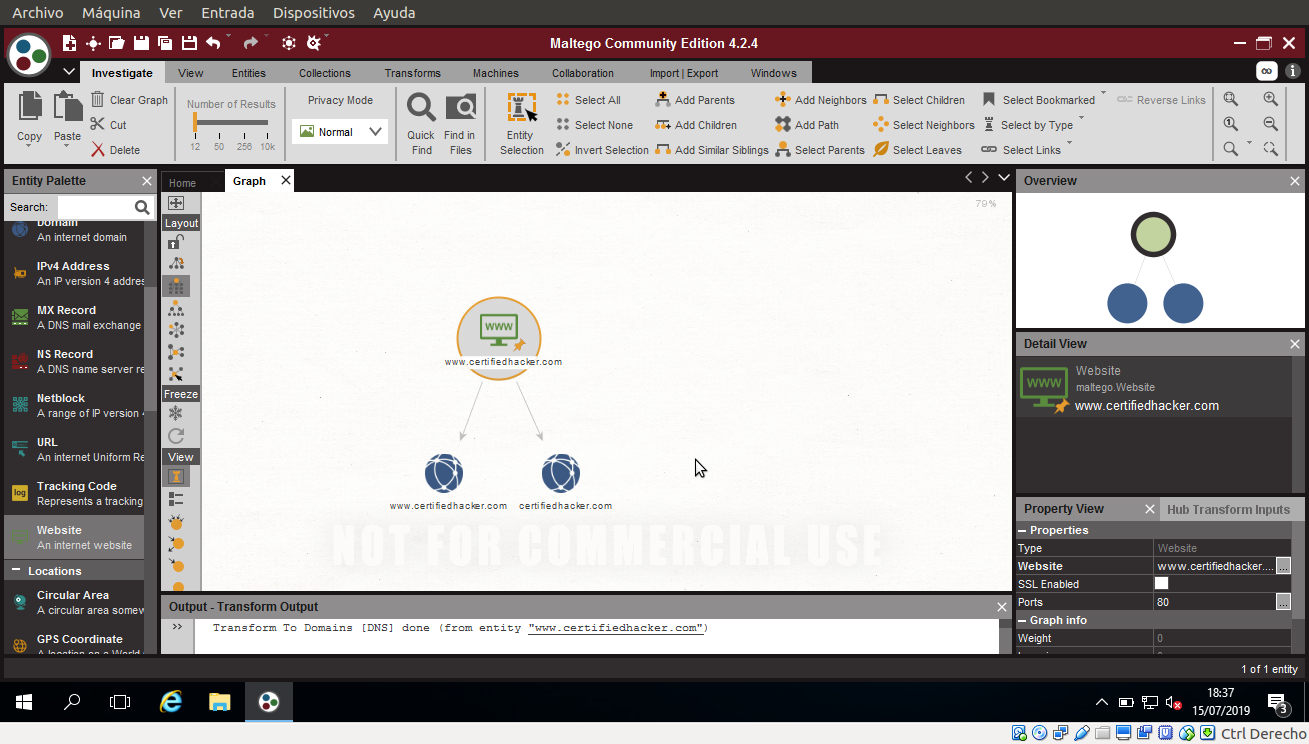 Archivo Máquina Ver Entrada Dispositivos Ayuda
Maltego Community Edition 4.2.4
Investigate View Entities Collections Transforms Machines Collaboration Import | Export Windows
Copy
Paste
Clear Graph
Cut
Delete
Number of Results
12 50 256 10k
Privacy Mode
Normal
Quick Find
Find in Files
Entity Selection
Select All
Select None
Invert Selection
Add Parents
Add Children
Add Similar Siblings
Add Neighbors
Add Path
Select Parents
Select Children
Select Neighbors
Select Leaves
Select Bookmarked
Select by Type
Select Links
Reverse Links
Entity Palette
Search:
Domain
An internet domain
IPv4 Address
An IP version 4 addre
MX Record
A DNS mail exchange
NS Record
A DNS name server re
Netblock
A range of IP version 4
URL
An internet Uniform Re
log
Tracking Code
Represents a tracking
Website
An internet website
Locations
Circular Area
A circular area somew
GPS Coordinate
A location on a World
Home Graph
Layout
Freeze
View
79%
WWW
www.certifiedhacker.com
www.certifiedhacker.com certifiedhacker.com
NOT FOR COMMERCIAL USE
Output - Transform Output
>> Transform To Domains [DNS] done (from entity "www.certifiedhacker.com")
Overview
Detail View
WWW
Website
maltego.Website
www.certifiedhacker.com
Property View Hub Transform Inputs
Properties
Type Website
Website www.certifiedhacker.... ...
SSL Enabled
Ports 80 ...
Graph info
Weight 0
1 of 1 entity
18:37
15/07/2019
3
Ctrl Derecho